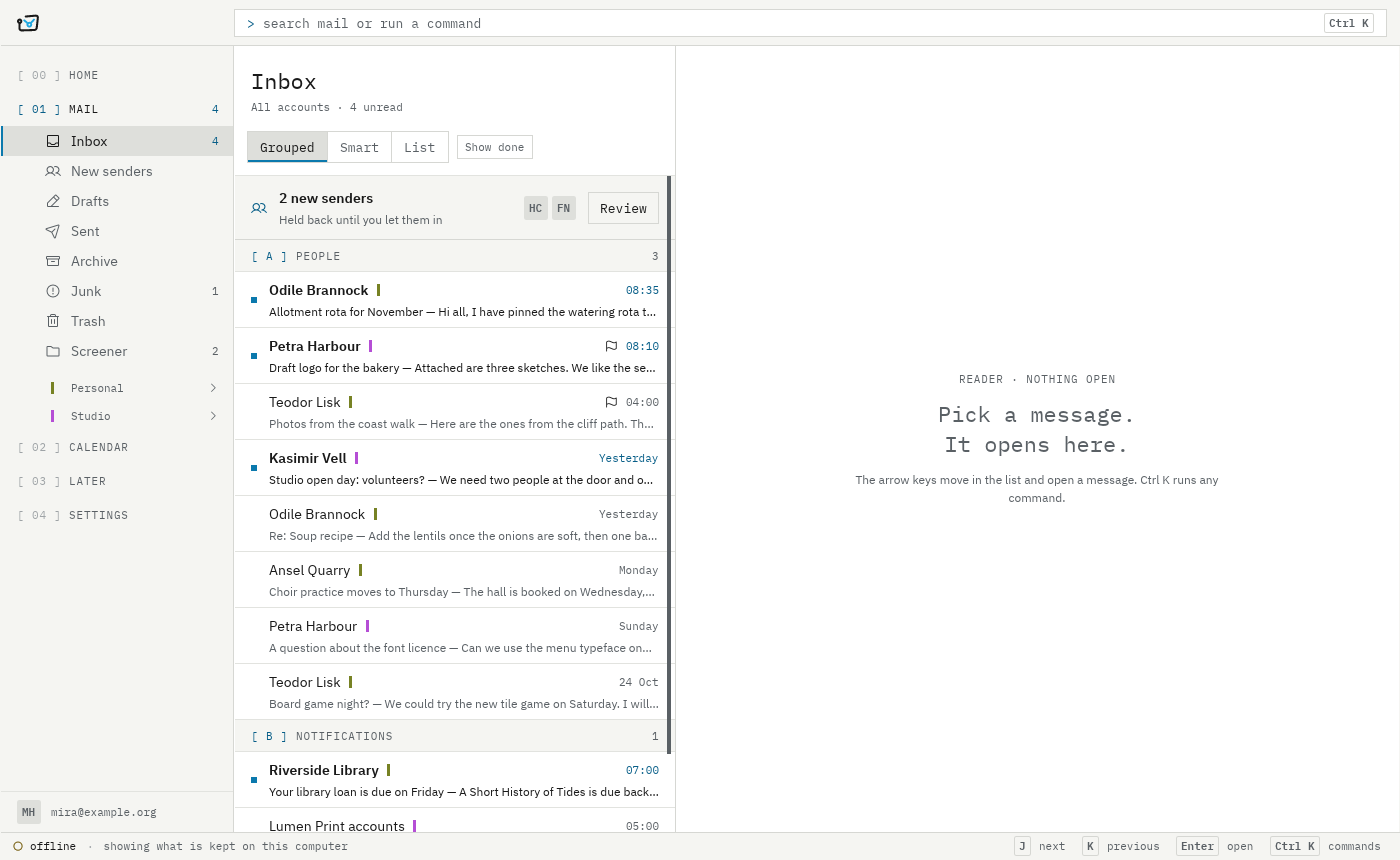 > search mail or run a command Ctrl K
[ 00 ] HOME
[ 01 ] MAIL 4
Inbox 4
New senders
Drafts
Sent
Archive
Junk 1
Trash
Screener 2
Personal
Studio
[ 02 ] CALENDAR
[ 03 ] LATER
[ 04 ] SETTINGS
MH mira@example.org
Inbox
All accounts · 4 unread
Grouped Smart List Show done
2 new senders
Held back until you let them in
HC FN Review
[ A ] PEOPLE 3
Odile Brannock 08:35
Allotment rota for November — Hi all, I have pinned the watering rota t…
Petra Harbour 08:10
Draft logo for the bakery — Attached are three sketches. We like the se…
Teodor Lisk 04:00
Photos from the coast walk — Here are the ones from the cliff path. Th…
Kasimir Vell Yesterday
Studio open day: volunteers? — We need two people at the door and o…
Odile Brannock Yesterday
Re: Soup recipe — Add the lentils once the onions are soft, then one ba…
Ansel Quarry Monday
Choir practice moves to Thursday — The hall is booked on Wednesday,…
Petra Harbour Sunday
A question about the font licence — Can we use the menu typeface on…
Teodor Lisk 24 Oct
Board game night? — We could try the new tile game on Saturday. I will…
[ B ] NOTIFICATIONS 1
Riverside Library 07:00
Your library loan is due on Friday — A Short History of Tides is due back…
Lumen Print accounts 05:00
READER · NOTHING OPEN
Pick a message.
It opens here.
The arrow keys move in the list and open a message. Ctrl K runs any
command.
offline · showing what is kept on this computer
J next K previous Enter open Ctrl K commands